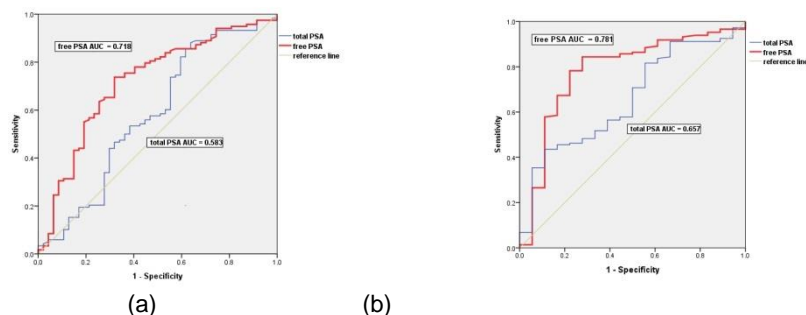 total PSA
free PSA
reference line
free PSA AUC = 0.718
total PSA AUC = 0.583
Sensitivity
1.0
0.8
0.6
0.4
0.2
0.0
0.0 0.2 0.4 0.6 0.8 1.0
1 - Specificity
(a)
total PSA
free PSA
reference line
free PSA AUC = 0.781
total PSA AUC = 0.657
Sensitivity
1.0
0.8
0.6
0.4
0.2
0.0
0.0 0.2 0.4 0.6 0.8 1.0
1 - Specificity
(b)